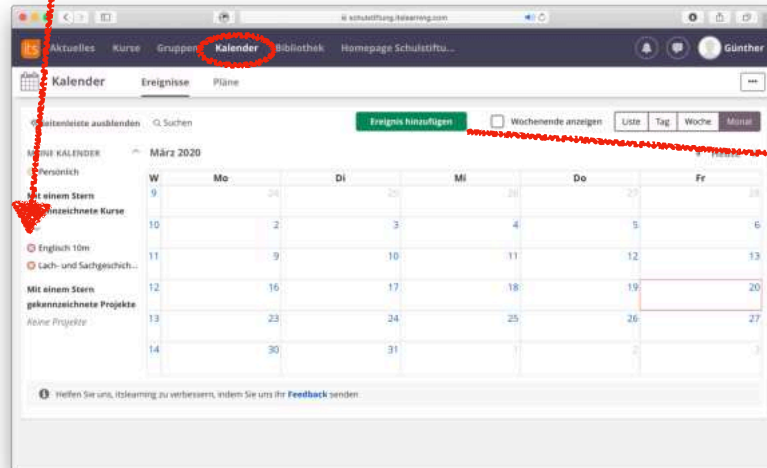 schulstiftung.itslearning.com
its Aktuelles Kurse Gruppen Kalender Bibliothek Homepage Schulstiftu... Günther
Kalender Ereignisse Pläne
Seitenleiste ausblenden Suchen Ereignis hinzufügen Wochenende anzeigen Liste Tag Woche Monat
MEINE KALENDER März 2020
Persönlich
W Mo Di Mi Do Fr
Mit einem Stern
Kurse
9 24 25 26 27 28
10 2 3 4 5 6
Englisch 10m
Lach- und Sachgeschich...
11 9 10 11 12 13
Mit einem Stern
gekennzeichnete Projekte
Keine Projekte
12 16 17 18 19 20
13 23 24 25 26 27
14 30 31 1 2 3
Helfen Sie uns, itslearning zu verbessern, indem Sie uns Ihr Feedback senden